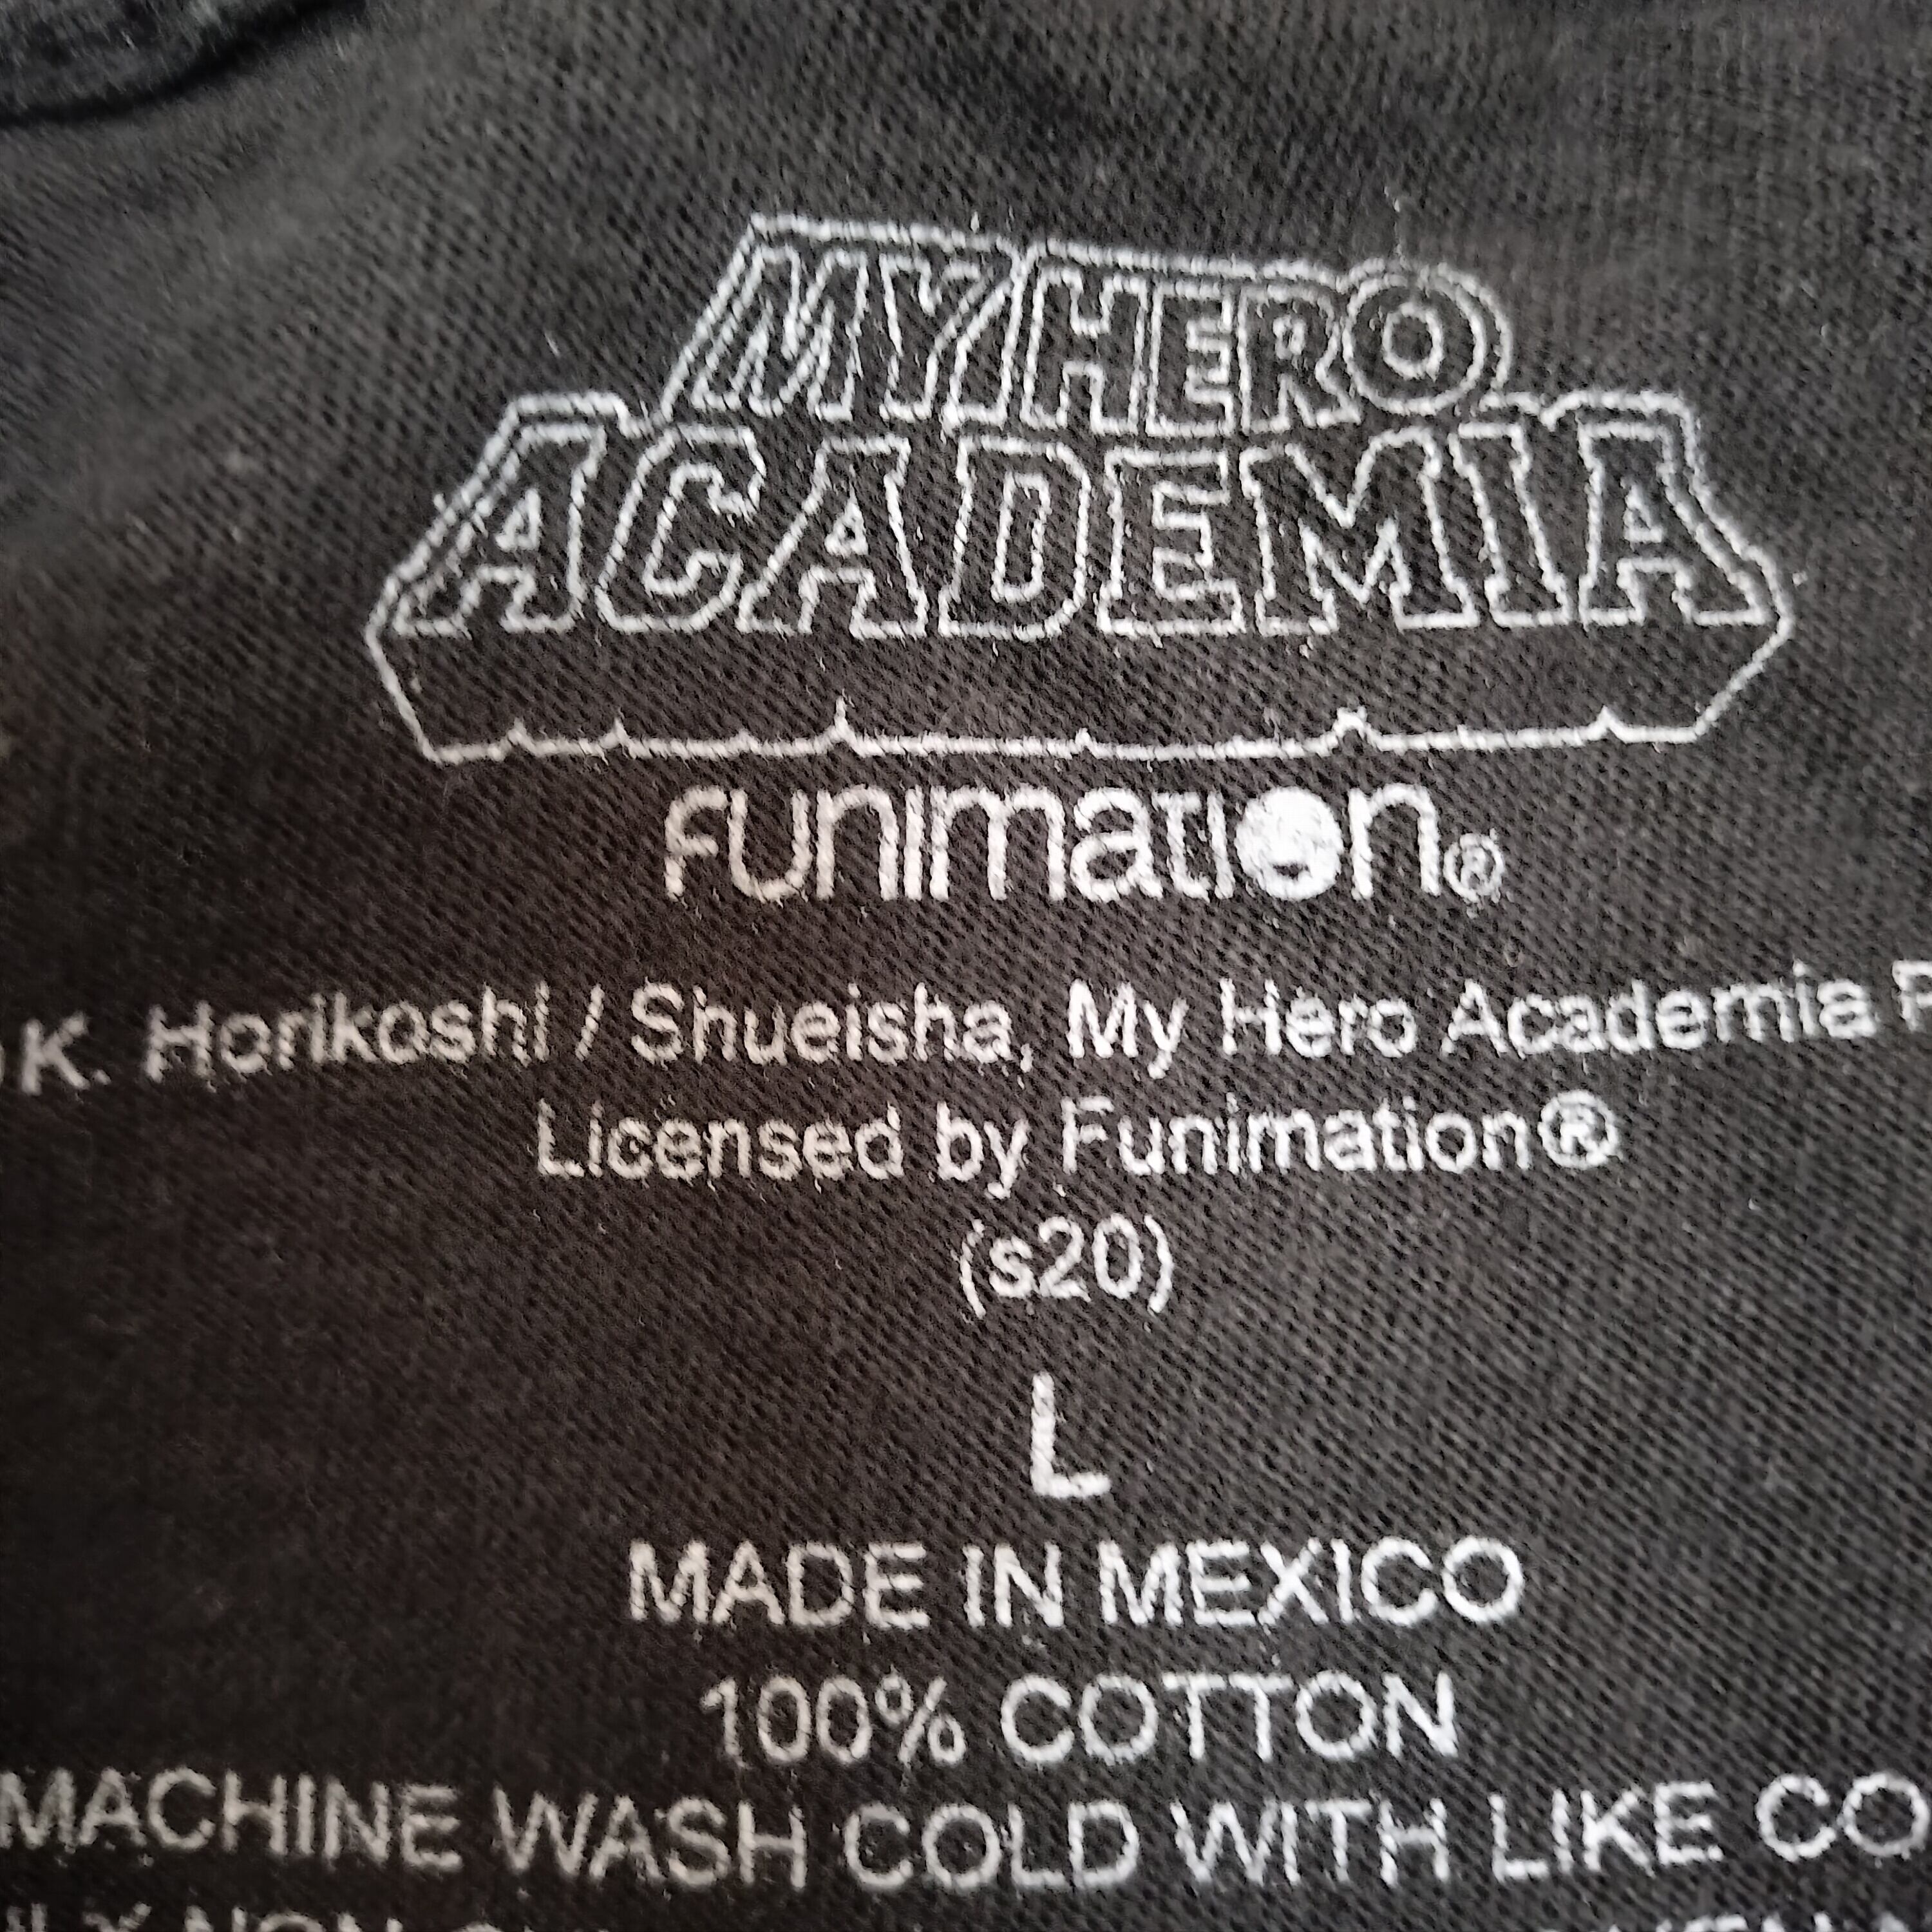 MY HERO
ACADEMIA
FUNIMATION®
K. Horikoshi / Shueisha, My Hero Academia
Licensed by Funimation®
(s20)
L
MADE IN MEXICO
100% COTTON
MACHINE WASH COLD WITH LIKE CO